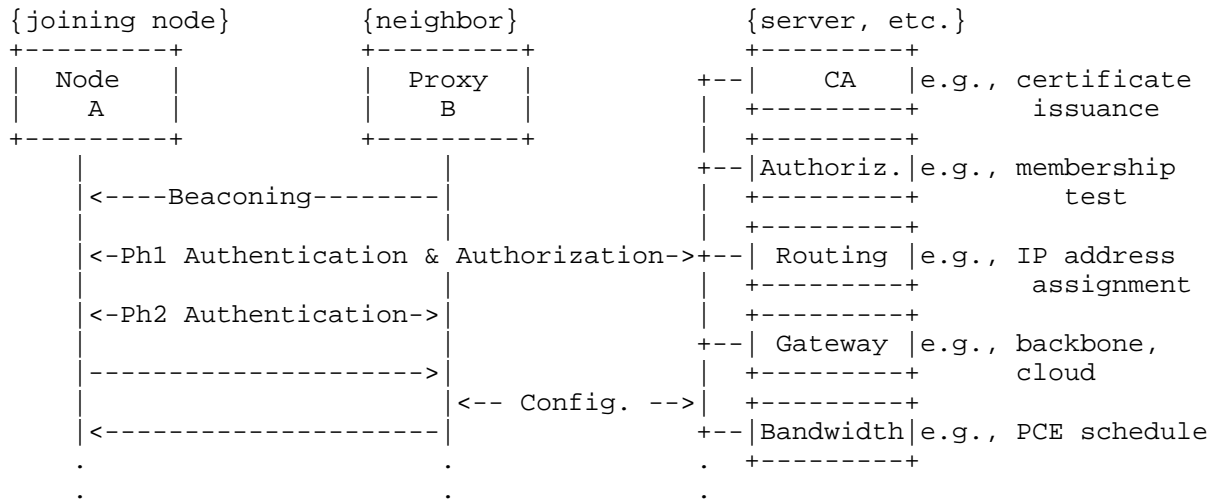 {joining node} {neighbor} {server, etc.}
Node Proxy CA e.g., certificate
A B issuance
Authoriz. e.g., membership
<----Beaconing--------| test
<-Ph1 Authentication & Authorization-> Routing e.g., IP address
assignment
<-Ph2 Authentication->
Gateway e.g., backbone,
cloud
<-- Config. -->
Bandwidth e.g., PCE schedule